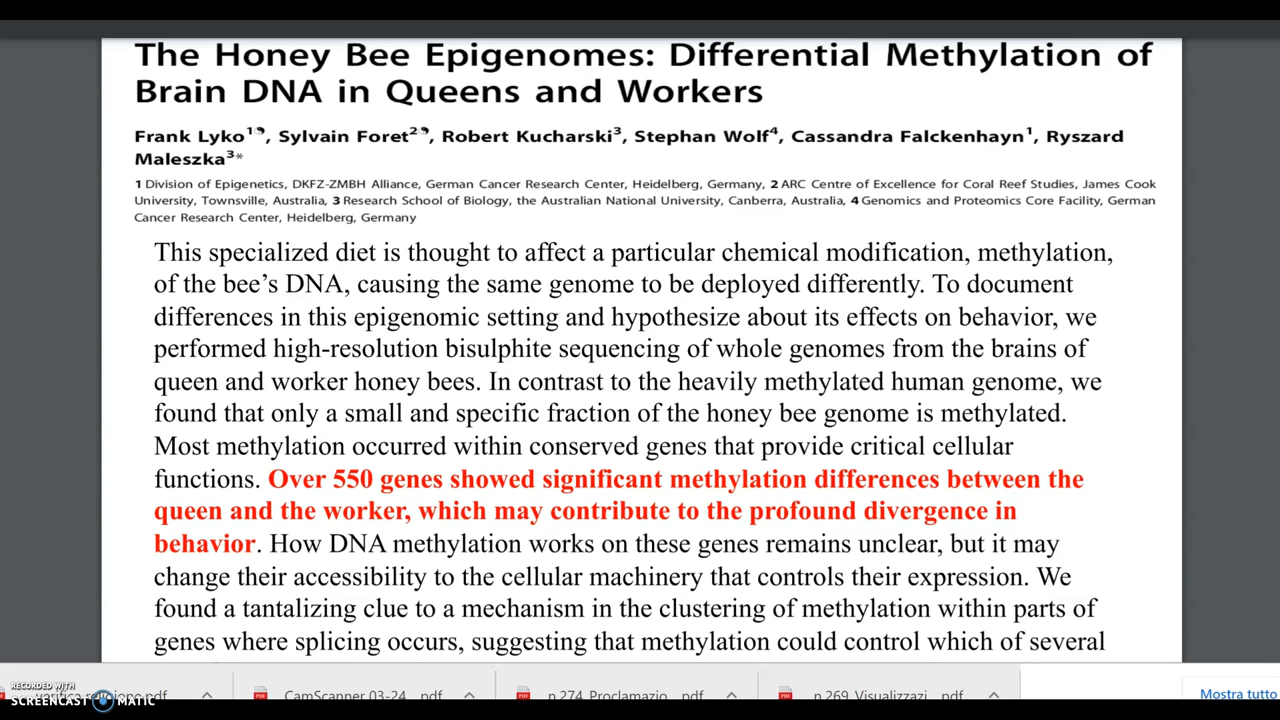 The Honey Bee Epigenomes: Differential Methylation of
Brain DNA in Queens and Workers
Frank Lyko1, Sylvain Foret2, Robert Kucharski3, Stephan Wolf4, Cassandra Falckenhayn1, Ryszard
Maleszka3*
1 Division of Epigenetics, DKFZ-ZMBH Alliance, German Cancer Research Center, Heidelberg, Germany, 2 ARC Centre of Excellence for Coral Reef Studies, James Cook
University, Townsville, Australia, 3 Research School of Biology, the Australian National University, Canberra, Australia, 4 Genomics and Proteomics Core Facility, German
Cancer Research Center, Heidelberg, Germany
This specialized diet is thought to affect a particular chemical modification, methylation,
of the bee’s DNA, causing the same genome to be deployed differently. To document
differences in this epigenomic setting and hypothesize about its effects on behavior, we
performed high-resolution bisulphite sequencing of whole genomes from the brains of
queen and worker honey bees. In contrast to the heavily methylated human genome, we
found that only a small and specific fraction of the honey bee genome is methylated.
Most methylation occurred within conserved genes that provide critical cellular
functions. Over 550 genes showed significant methylation differences between the
queen and the worker, which may contribute to the profound divergence in
behavior. How DNA methylation works on these genes remains unclear, but it may
change their accessibility to the cellular machinery that controls their expression. We
found a tantalizing clue to a mechanism in the clustering of methylation within parts of
genes where splicing occurs, suggesting that methylation could control which of several
CamScanner 03-24....pdf
n.274_Proclamazio....pdf
n.269_Visualizzazi....pdf
Mostra tutto
RECORDED WITH
SCREENCAST MATIC